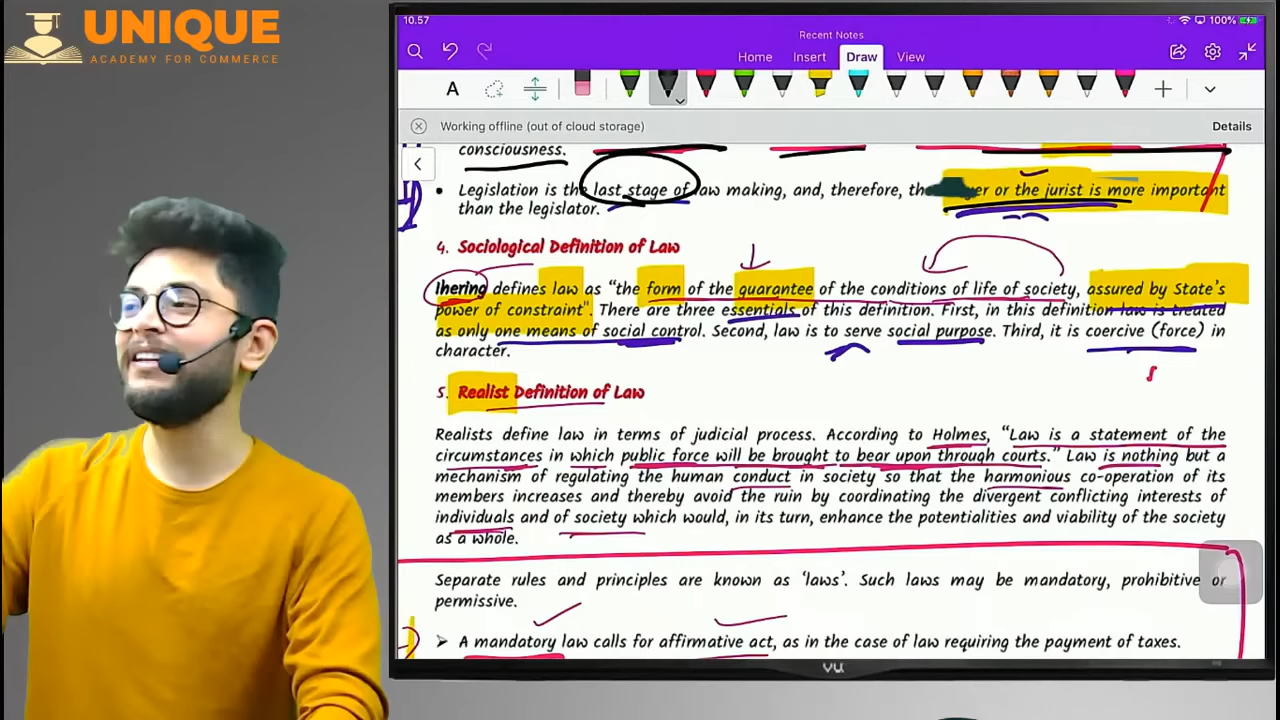 UNIQUE
ACADEMY FOR COMMERCE
10.57
100%
Recent Notes
Home Insert Draw View
A
Working offline (out of cloud storage)
Details
consciousness.
• Legislation is the last stage of law making, and, therefore, the or the jurist is more important
than the legislator.
4. Sociological Definition of Law
Ihering defines law as “the form of the guarantee of the conditions of life of society, assured by State’s
power of constraint". There are three essentials of this definition. First, in this definition law is treated
as only one means of social control. Second, law is to serve social purpose. Third, it is coercive (force) in
character.
5. Realist Definition of Law
Realists define law in terms of judicial process. According to Holmes, “Law is a statement of the
circumstances in which public force will be brought to bear upon through courts.” Law is nothing but a
mechanism of regulating the human conduct in society so that the harmonious co-operation of its
members increases and thereby avoid the ruin by coordinating the divergent conflicting interests of
individuals and of society which would, in its turn, enhance the potentialities and viability of the society
as a whole.
Separate rules and principles are known as ‘laws’. Such laws may be mandatory, prohibitive or
permissive.
➢ A mandatory law calls for affirmative act, as in the case of law requiring the payment of taxes.
VU